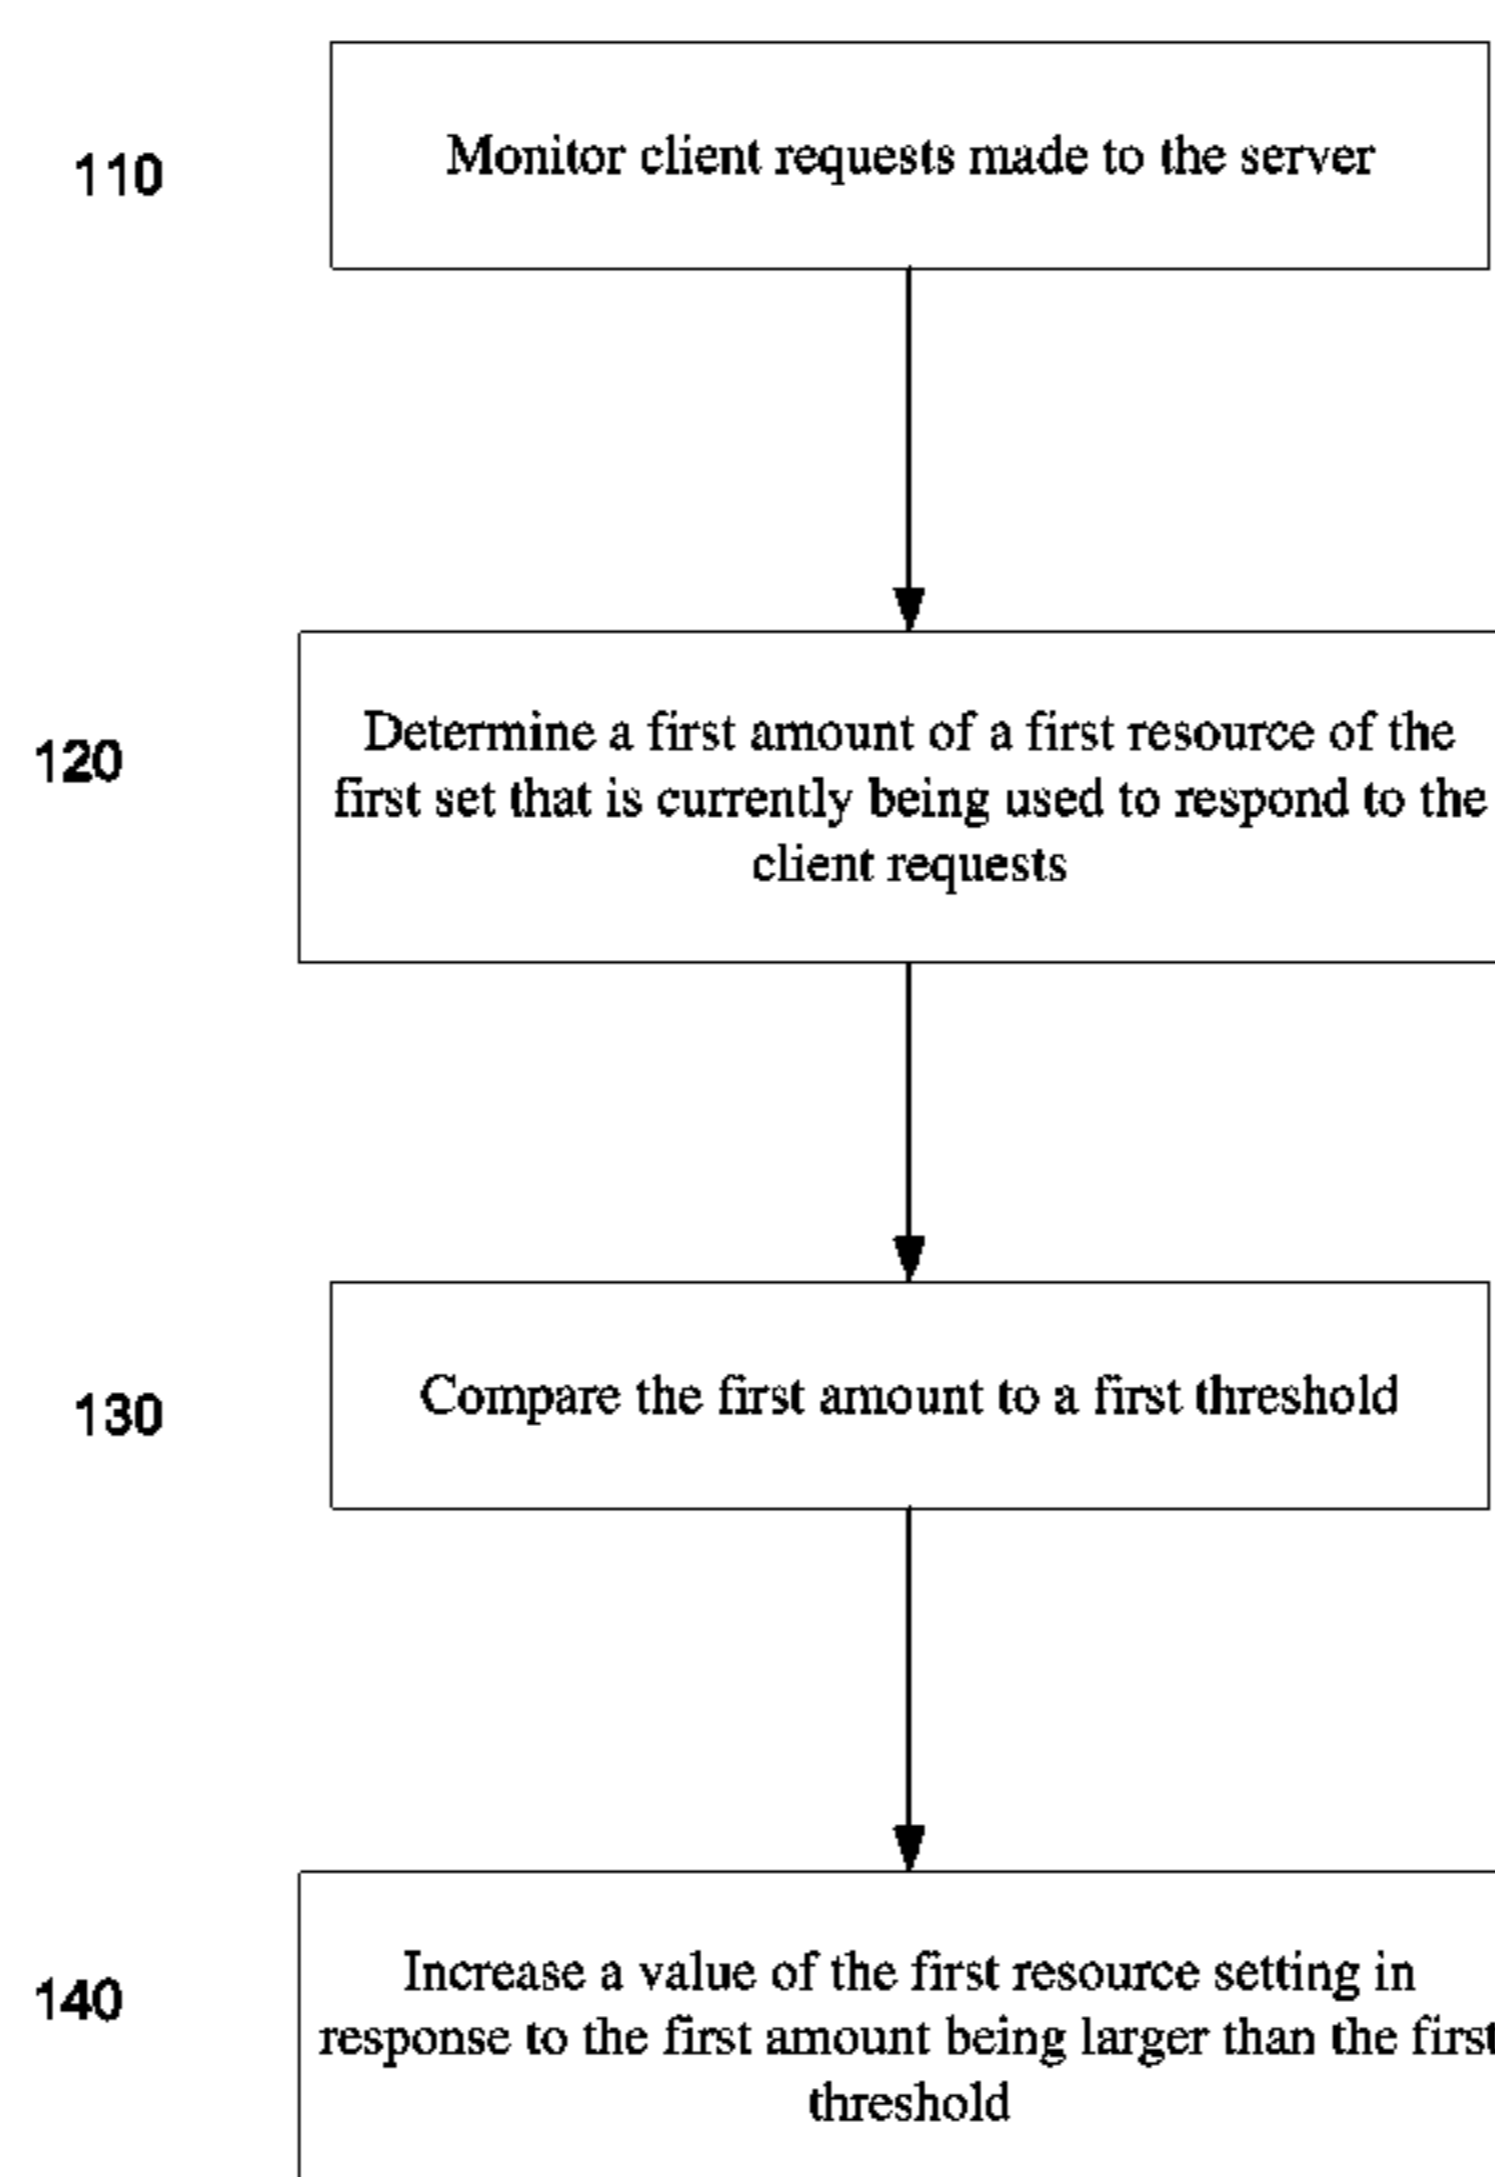 110
Monitor client requests made to the server
120
Determine a first amount of a first resource of the
first set that is currently being used to respond to the
client requests
130
Compare the first amount to a first threshold
140
Increase a value of the first resource setting in
response to the first amount being larger than the first
threshold